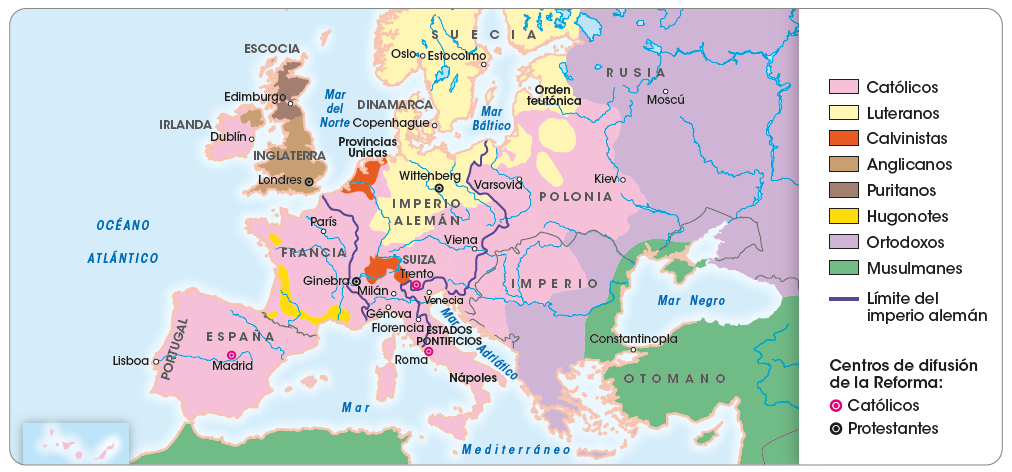 SUECIA
ESCOCIA
Oslo
Estocolmo
RUSIA
Orden
teutónica
Moscú
Edimburgo
Mar
del
Norte
DINAMARCA
Copenhague
Mar
Báltico
IRLANDA
Dublín
Provincias
Unidas
INGLATERRA
Londres
Wittenberg
Varsovia
Kiev
POLONIA
IMPERIO
ALEMÁN
OCÉANO
ATLÁNTICO
París
Viena
FRANCIA
SUIZA
Trento
Ginebra
Milán
Venecia
IMPERIO
Mar Negro
Génova
Florencia
Mar
Adriático
ESTADOS
PONTIFICIOS
Constantinopla
PORTUGAL
ESPAÑA
Lisboa
Madrid
Roma
Nápoles
OTOMANO
Mar
Mediterráneo
Católicos
Luteranos
Calvinistas
Anglicanos
Puritanos
Hugonotes
Ortodoxos
Musulmanes
Límite del
imperio alemán
Centros de difusión
de la Reforma:
Católicos
Protestantes